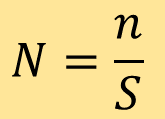 N = n/S